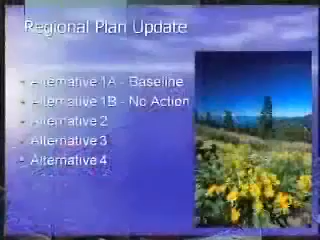 Regional Plan Update
Alternative 1A - Baseline
Alternative 1B - No Action
Alternative 2
Alternative 3
Alternative 4